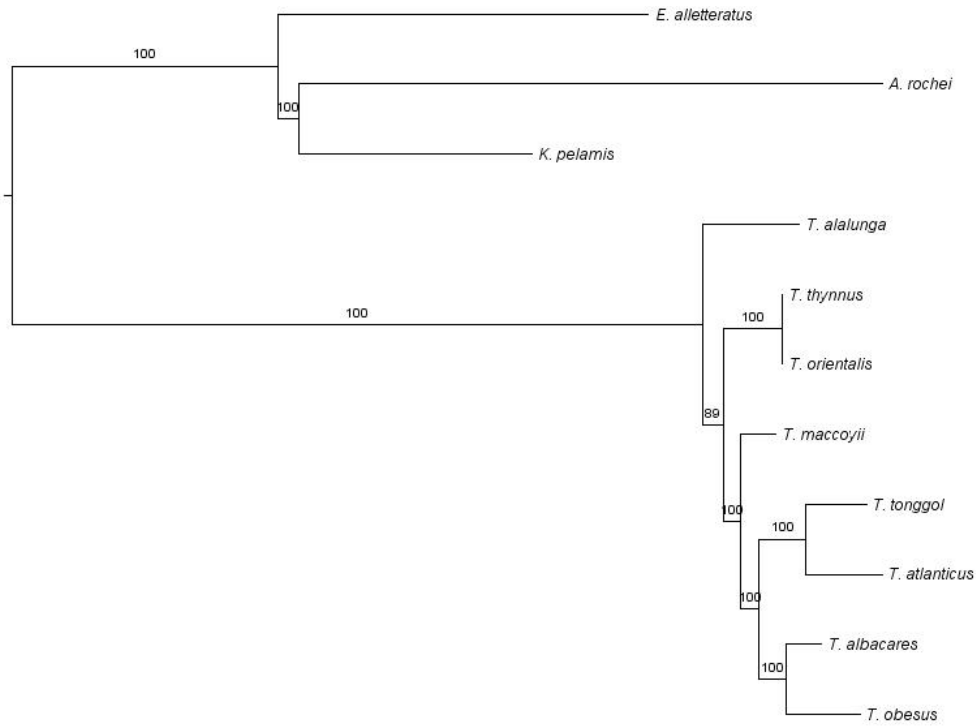 E. alletteratus
100
A. rochei
100
K. pelamis
T. alalunga
T. thynnus
100
100
T. orientalis
89
T. maccoyii
T. tonggol
100
100
T. atlanticus
100
T. albacares
100
T. obesus